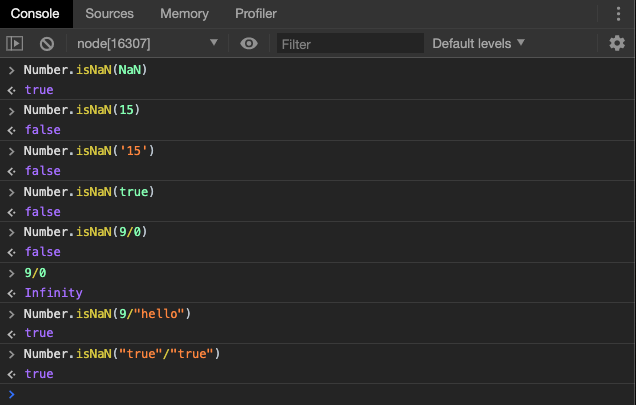 Console Sources Memory Profiler
node[16307] Filter Default levels
> Number.isNaN(NaN)
true
> Number.isNaN(15)
false
> Number.isNaN('15')
false
> Number.isNaN(true)
false
> Number.isNaN(9/0)
false
> 9/0
Infinity
> Number.isNaN(9/"hello")
true
> Number.isNaN("true"/"true")
true
>